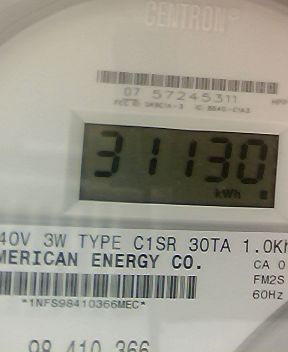 CENTRON®
07 57245311
31130
kWh
40V 3W TYPE C1SR 30TA 1.0Kh
MERICAN ENERGY CO.
CA 0
FM2S
60Hz
*1NFS98410366MEC*
98 410 366